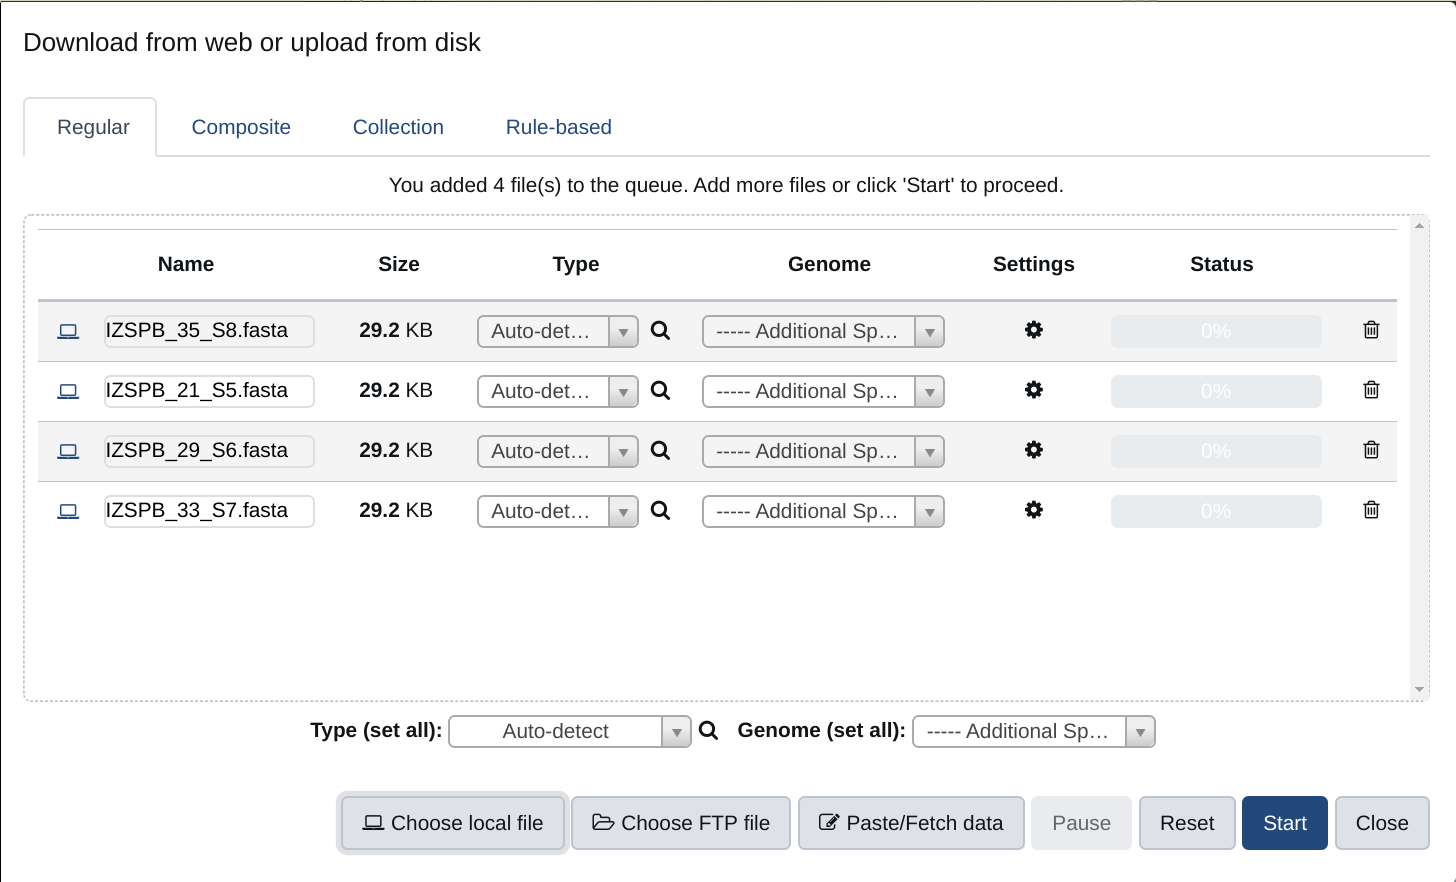 Download from web or upload from disk
Regular Composite Collection Rule-based
You added 4 file(s) to the queue. Add more files or click 'Start' to proceed.
Name Size Type Genome Settings Status
IZSPB_35_S8.fasta 29.2 KB Auto-det... ----- Additional Sp... 0%
IZSPB_21_S5.fasta 29.2 KB Auto-det... ----- Additional Sp... 0%
IZSPB_29_S6.fasta 29.2 KB Auto-det... ----- Additional Sp... 0%
IZSPB_33_S7.fasta 29.2 KB Auto-det... ----- Additional Sp... 0%
Type (set all): Auto-detect Genome (set all): ----- Additional Sp...
Choose local file Choose FTP file Paste/Fetch data Pause Reset Start Close